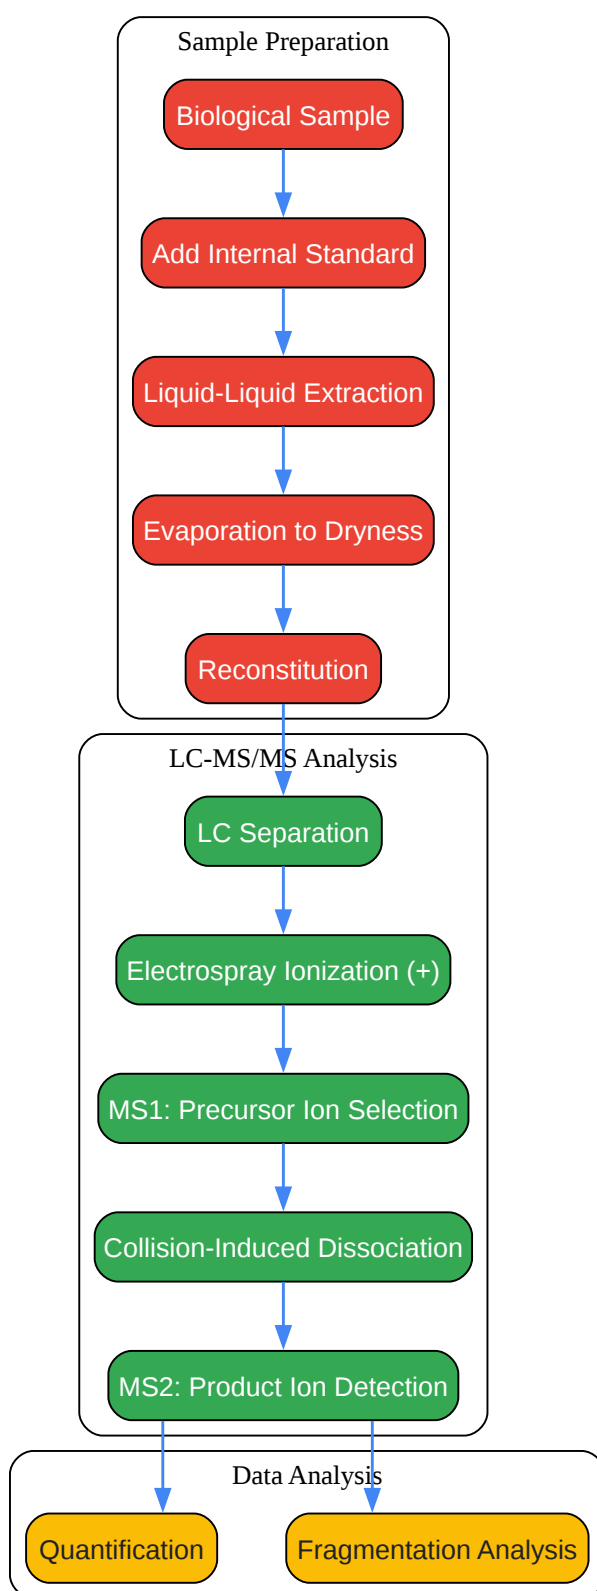 Sample Preparation
Biological Sample
Add Internal Standard
Liquid-Liquid Extraction
Evaporation to Dryness
Reconstitution
LC-MS/MS Analysis
LC Separation
Electrospray Ionization (+)
MS1: Precursor Ion Selection
Collision-Induced Dissociation
MS2: Product Ion Detection
Data Analysis
Quantification
Fragmentation Analysis